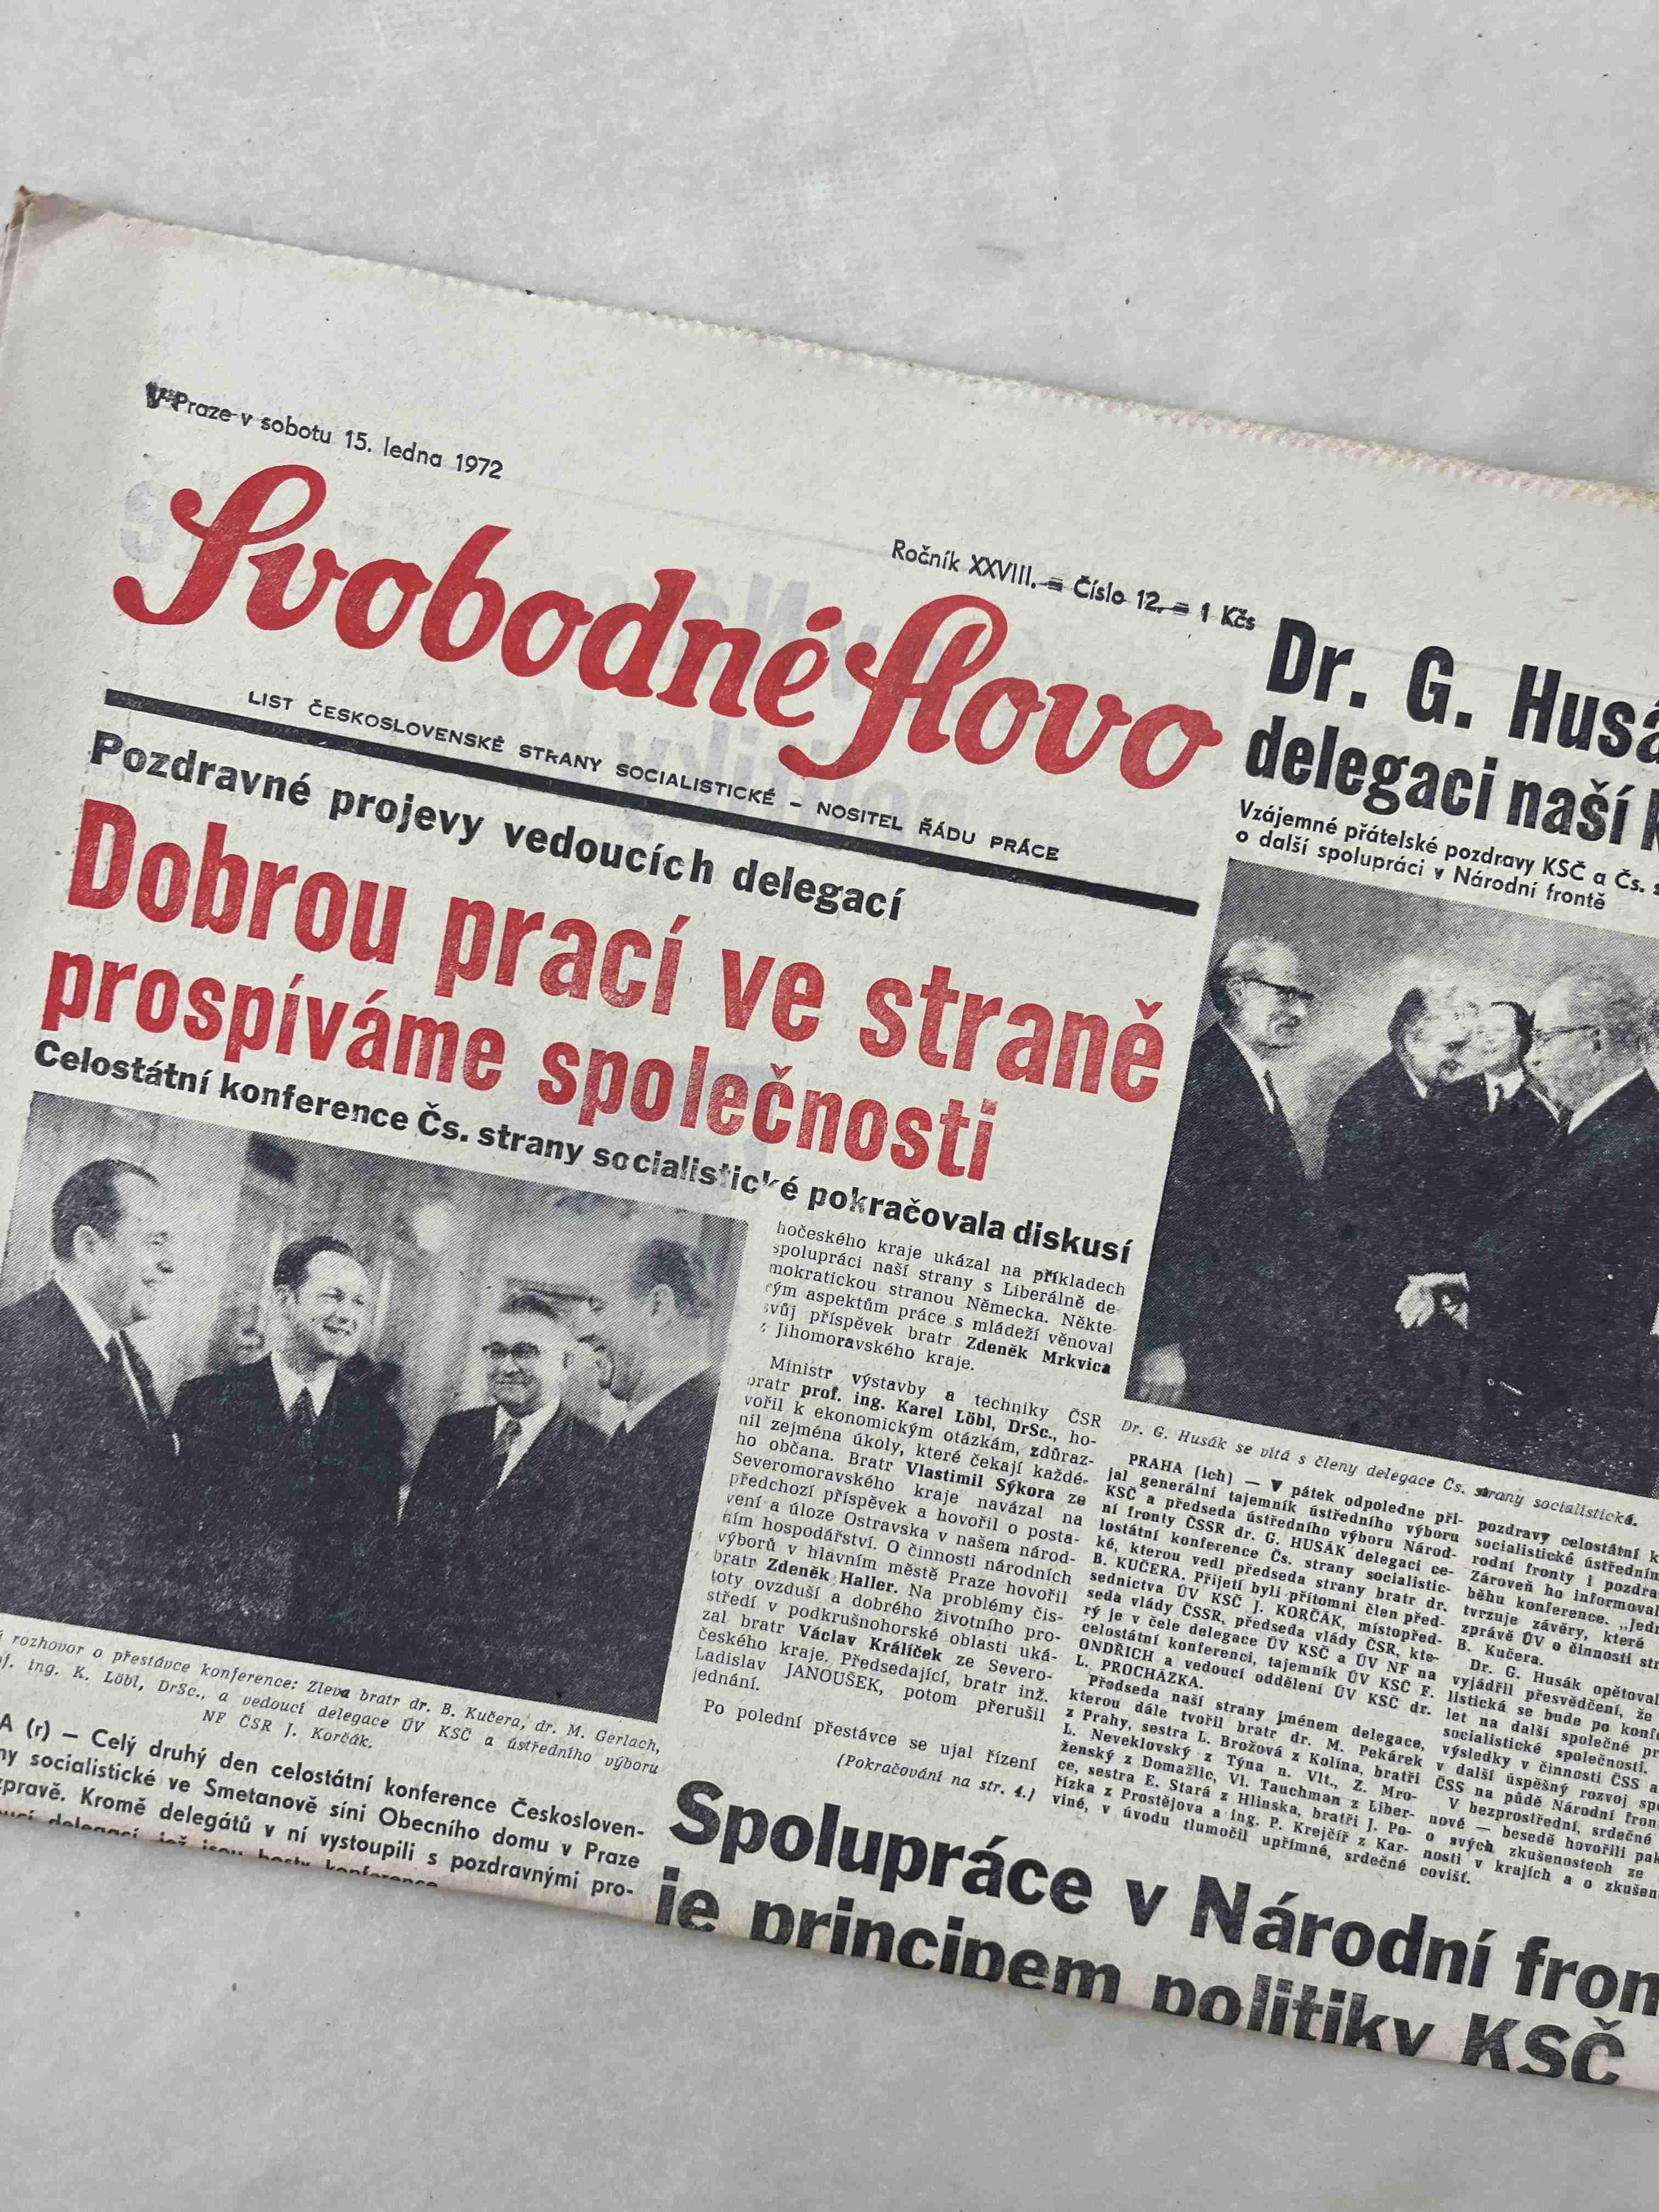 V Praze v sobotu 15. ledna 1972
Ročník XXVIII. = Číslo 12. = 1 Kčs
Svobodné slovo
LIST ČESKOSLOVENSKÉ STRANY SOCIALISTICKÉ – NOSITEL ŘÁDU PRÁCE
Pozdravné projevy vedoucích delegací
Dobrou prací ve straně
prospíváme společnosti
Celostátní konference Čs. strany socialistické pokračovala diskusí
rozhovor o přestávce konference: Zleva bratr dr. B. Kučera, dr. M. Gerlach,
ing. K. Löbl, DrSc., a vedoucí delegace ÚV KSČ a ústředního výboru
NF ČSR J. Korčák.
A (r) — Celý druhý den celostátní konference Českosloven-
ny socialistické ve Smetanově síni Obecního domu v Praze
zpravě. Kromě delegátů v ní vystoupili s pozdravnými pro-
delegací, jež jsou hosty konference
hočeského kraje ukázal na příkladech
spolupráci naší strany s Liberálně de-
mokratickou stranou Německa. Někte-
rým aspektům práce s mládeží věnoval
svůj příspěvek bratr Zdeněk Mrkvica
z Jihomoravského kraje.
Ministr výstavby a techniky ČSR
bratr prof. ing. Karel Löbl, DrSc., ho-
vořil k ekonomickým otázkám, zdůraz-
nil zejména úkoly, které čekají každé-
ho občana. Bratr Vlastimil Sýkora ze
Severomoravského kraje navázal na
předchozí příspěvek a hovořil o posta-
vení a úloze Ostravska v našem národ-
ním hospodářství. O činnosti národních
výborů v hlavním městě Praze hovořil
bratr Zdeněk Haller. Na problémy čis-
toty ovzduší a dobrého životního pro-
středí v podkrušnohorské oblasti uká-
zal bratr Václav Králíček ze Severo-
českého kraje. Předsedající, bratr inž.
Ladislav JANOUŠEK, potom přerušil
jednání.
Po polední přestávce se ujal řízení
(Pokračování na str. 4.)
Dr. G. Husá
delegaci naší k
Vzájemné přátelské pozdravy KSČ a Čs. s
o další spolupráci v Národní frontě
Dr. G. Husák se vítá s členy delegace Čs. strany socialistické.
PRAHA (ich) — V pátek odpoledne při-
jal generální tajemník ústředního výboru
KSČ a předseda ústředního výboru Národ-
ní fronty ČSSR dr. G. HUSÁK delegaci ce-
lostátní konference Čs. strany socialistic-
ké, kterou vedl předseda strany bratr dr.
B. KUČERA. Přijetí byli přítomni člen před-
sednictva ÚV KSČ J. KORČÁK, místopřed-
seda vlády ČSSR, předseda vlády ČSR, kte-
rý je v čele delegace ÚV KSČ a ÚV NF na
celostátní konferenci, tajemník ÚV KSČ F.
ONDŘICH a vedoucí oddělení ÚV KSČ dr.
L. PROCHÁZKA.
Předseda naší strany jménem delegace,
kterou dále tvořil bratr dr. M. Pekárek
z Prahy, sestra L. Brožová z Kolína, bratři
L. Neveklovský z Týna n. Vlt., Z. Mro-
ženský z Domažlic, Vl. Tauchman z Liber-
ce, sestra E. Stará z Hlinska, bratři J. Po-
řízka z Prostějova a ing. P. Krejčíř z Kar-
viné, v úvodu tlumočil upřímné, srdečné
pozdravy celostátní k
socialistické ústředním
rodní fronty i pozdra
Zároveň ho informoval
běhu konference. „Jedn
tvrzuje závěry, které
zprávě ÚV o činnosti str
B. Kučera.
Dr. G. Husák opětoval
vyjádřil přesvědčení, že
listická se bude po konfe
let na další společné pr
socialistické společnosti.
výsledky v činnosti ČSS a
v další úspěšný rozvoj spo
ČSS na půdě Národní front
V bezprostřední, srdečné
nové — besedě hovořili pak
o svých zkušenostech ze
nosti v krajích a o zkušen
covišť.
Spolupráce v Národní fron
je principem politiky KSČ